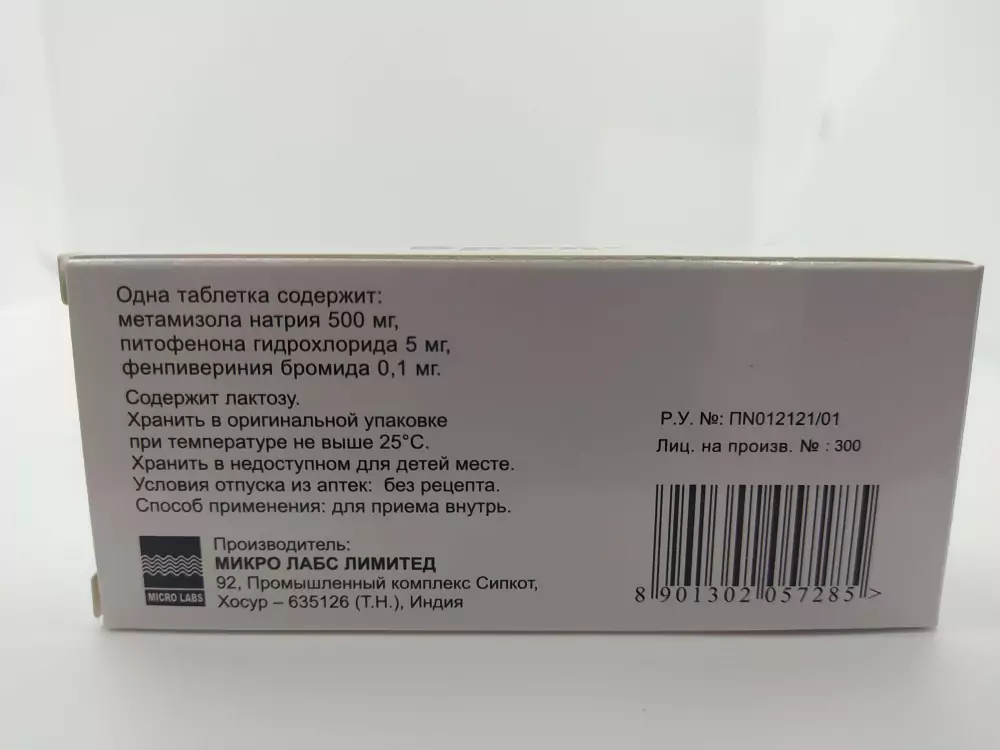 Одна таблетка содержит:
метамизола натрия 500 мг,
питофенона гидрохлорида 5 мг,
фенпивериния бромида 0,1 мг.
Содержит лактозу.
Хранить в оригинальной упаковке
при температуре не выше 25°С.
Хранить в недоступном для детей месте.
Условия отпуска из аптек: без рецепта.
Способ применения: для приема внутрь.
Производитель:
МИКРО ЛАБС ЛИМИТЕД
92, Промышленный комплекс Сипкот,
Хосур – 635126 (Т.Н.), Индия
MICRO LABS
Р.У. №: ПN012121/01
Лиц. на произв. № : 300
8 901302 057285 >